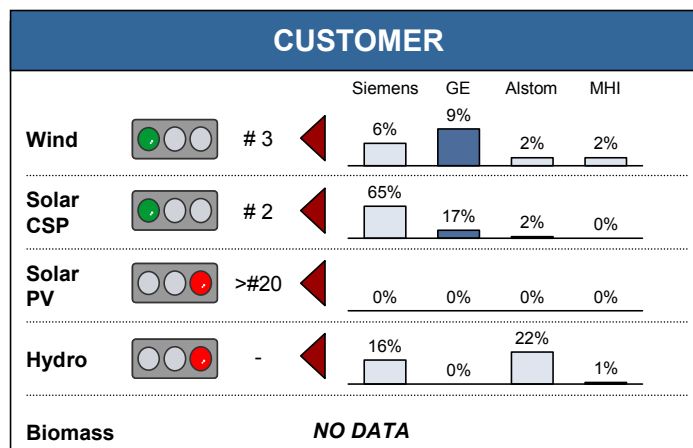 CUSTOMER
Siemens GE Alstom MHI
Wind # 3 6% 9% 2% 2%
Solar CSP # 2 65% 17% 2% 0%
Solar PV >#20 0% 0% 0% 0%
Hydro - 16% 0% 22% 1%
Biomass NO DATA